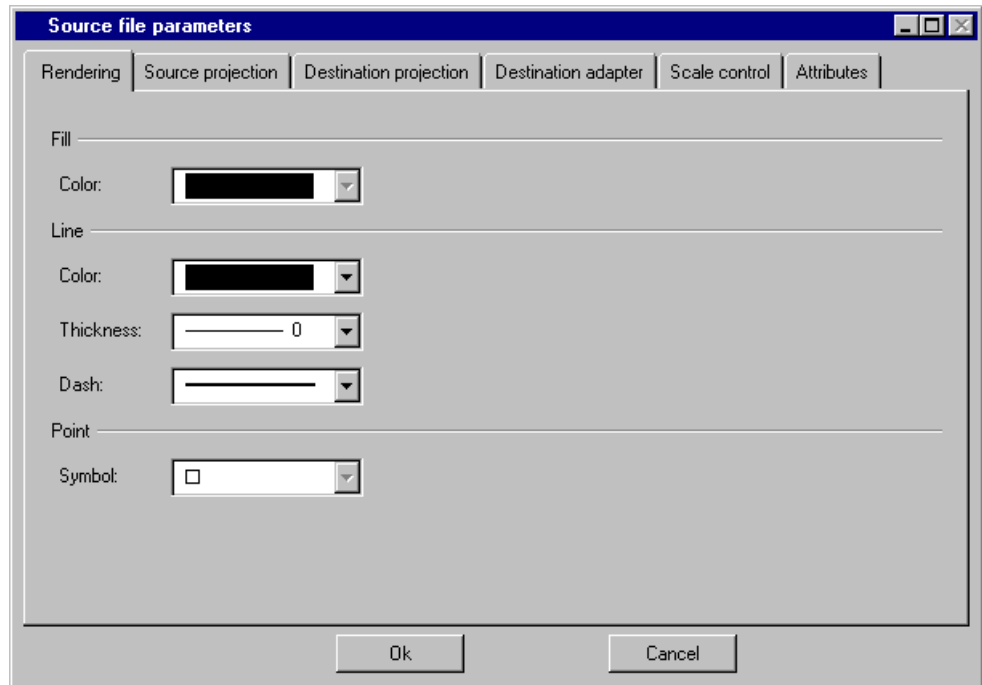 Source file parameters
Rendering Source projection Destination projection Destination adapter Scale control Attributes
Fill
Color:
Line
Color:
Thickness: 0
Dash:
Point
Symbol:
Ok Cancel